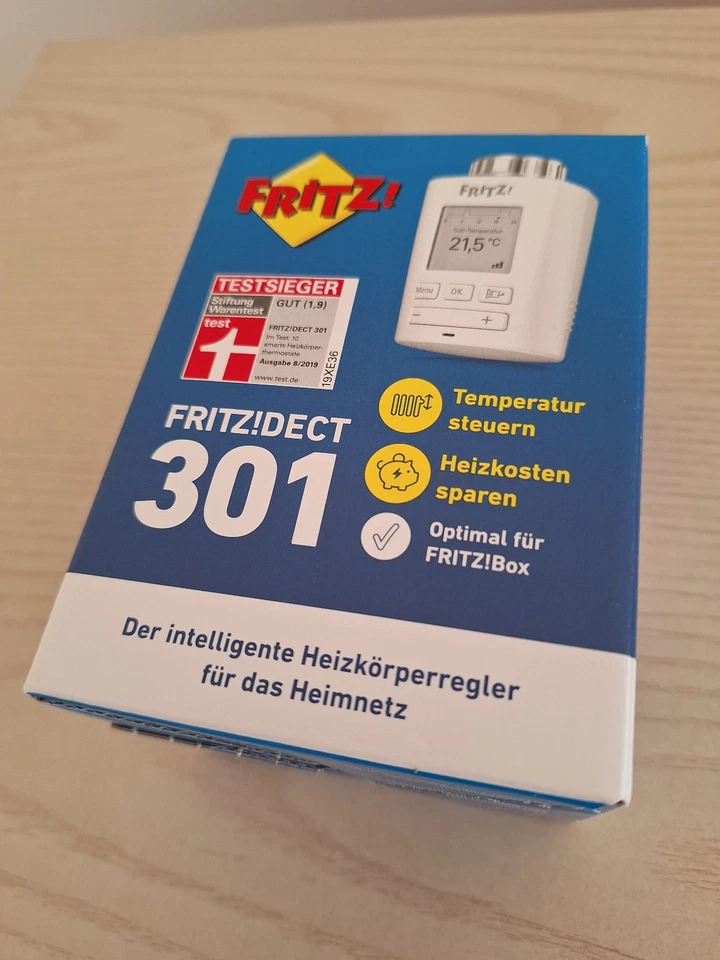 FRITZ!
FRITZ!
Soll-Temperatur
21,5 °C
Menu
OK
−
+
TESTSIEGER
Stiftung
Warentest
GUT (1,9)
test
FRITZ!DECT 301
Im Test: 10
smarte Heizkörper-
thermostate
Ausgabe 8/2019
www.test.de
19XE36
FRITZ!DECT
301
Temperatur
steuern
Heizkosten
sparen
Optimal für
FRITZ!Box
Der intelligente Heizkörperregler
für das Heimnetz